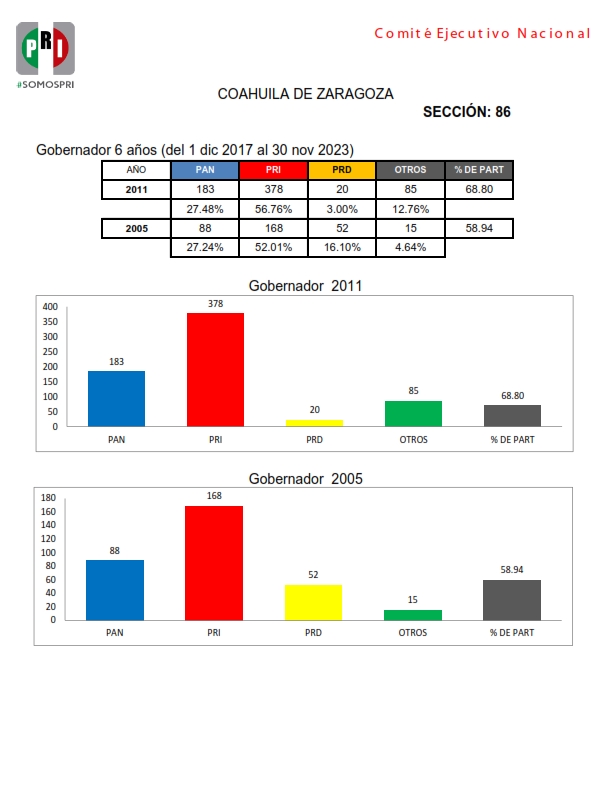 Comité Ejecutivo Nacional
PRI
#SOMOSPRI
COAHUILA DE ZARAGOZA
SECCIÓN: 86
Gobernador 6 años (del 1 dic 2017 al 30 nov 2023)
AÑO PAN PRI PRD OTROS % DE PART
2011 183 378 20 85 68.80
27.48% 56.76% 3.00% 12.76%
2005 88 168 52 15 58.94
27.24% 52.01% 16.10% 4.64%
Gobernador 2011
400
350
300
250
200
150
100
50
0
183
378
20
85
68.80
PAN PRI PRD OTROS % DE PART
Gobernador 2005
180
160
140
120
100
80
60
40
20
0
88
168
52
15
58.94
PAN PRI PRD OTROS % DE PART